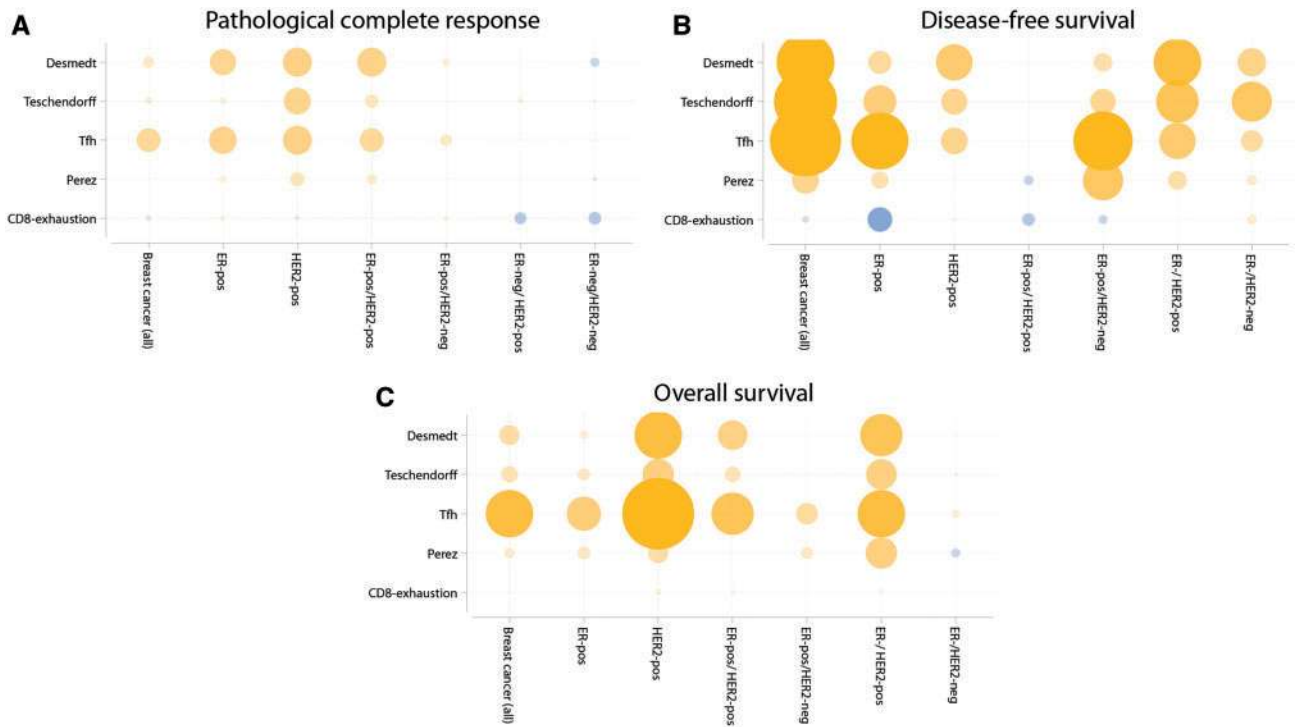 A
Pathological complete response
Desmedt
Teschendorff
Tfh
Perez
CD8-exhaustion
Breast cancer (all)
ER-pos
HER2-pos
ER-pos/HER2-pos
ER-pos/HER2-neg
ER-neg/ HER2-pos
ER-neg/HER2-neg
B
Disease-free survival
Desmedt
Teschendorff
Tfh
Perez
CD8-exhaustion
Breast cancer (all)
ER-pos
HER2-pos
ER-pos/ HER2-pos
ER-pos/HER2-neg
ER-/ HER2-pos
ER-/HER2-neg
C
Overall survival
Desmedt
Teschendorff
Tfh
Perez
CD8-exhaustion
Breast cancer (all)
ER-pos
HER2-pos
ER-pos/ HER2-pos
ER-pos/HER2-neg
ER-/ HER2-pos
ER-/HER2-neg